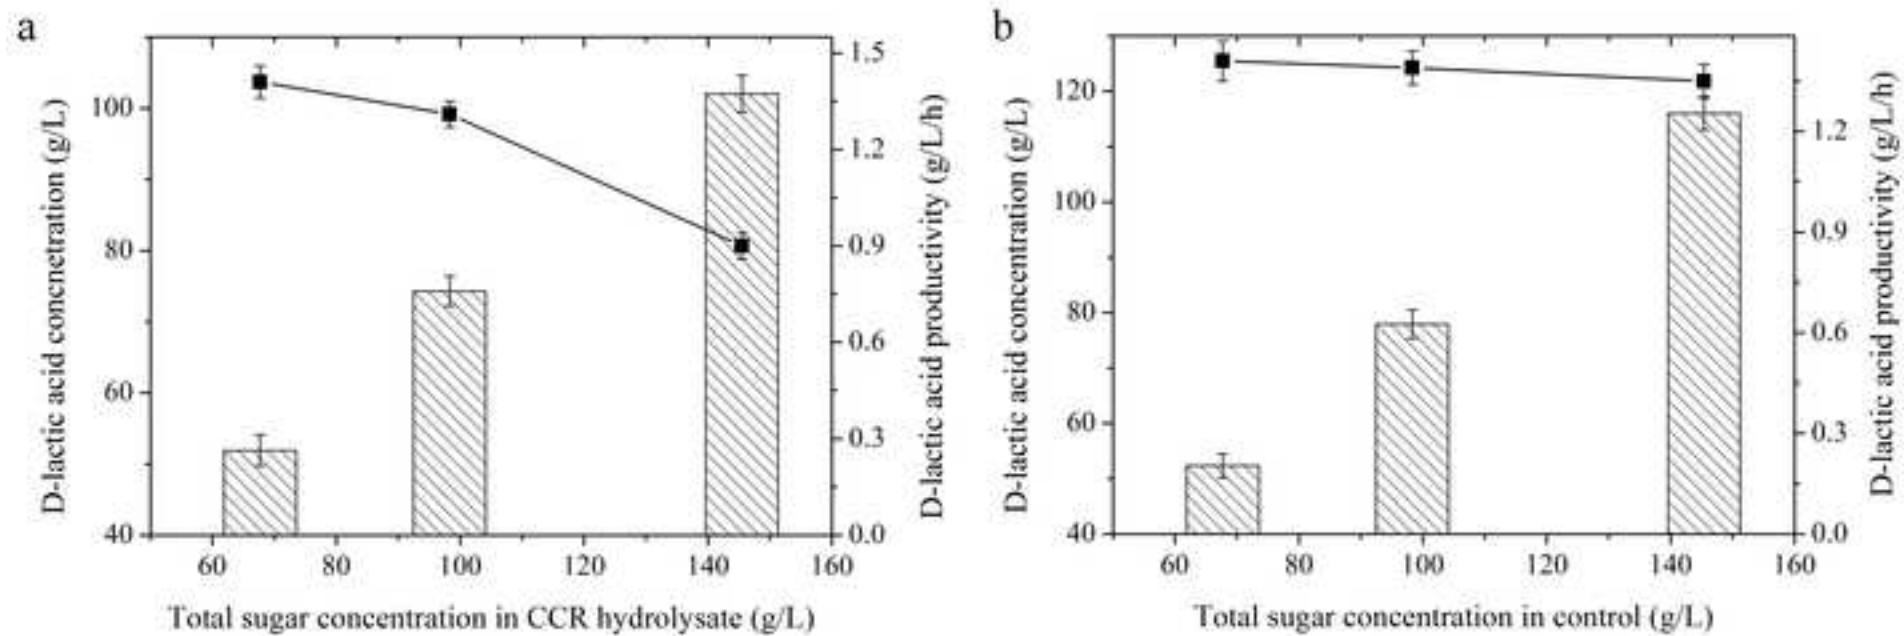 a
D-lactic acid concnetration (g/L)
100
80
60
40
1.5
1.2
0.9
0.6
0.3
0.0
D-lactic acid productivity (g/L/h)
60 80 100 120 140 160
Total sugar concentration in CCR hydrolysate (g/L)
b
D-lactic acid concentration (g/L)
120
100
80
60
40
1.2
0.9
0.6
0.3
0.0
D-lactic acid productivity (g/L/h)
60 80 100 120 140 160
Total sugar concentration in control (g/L)